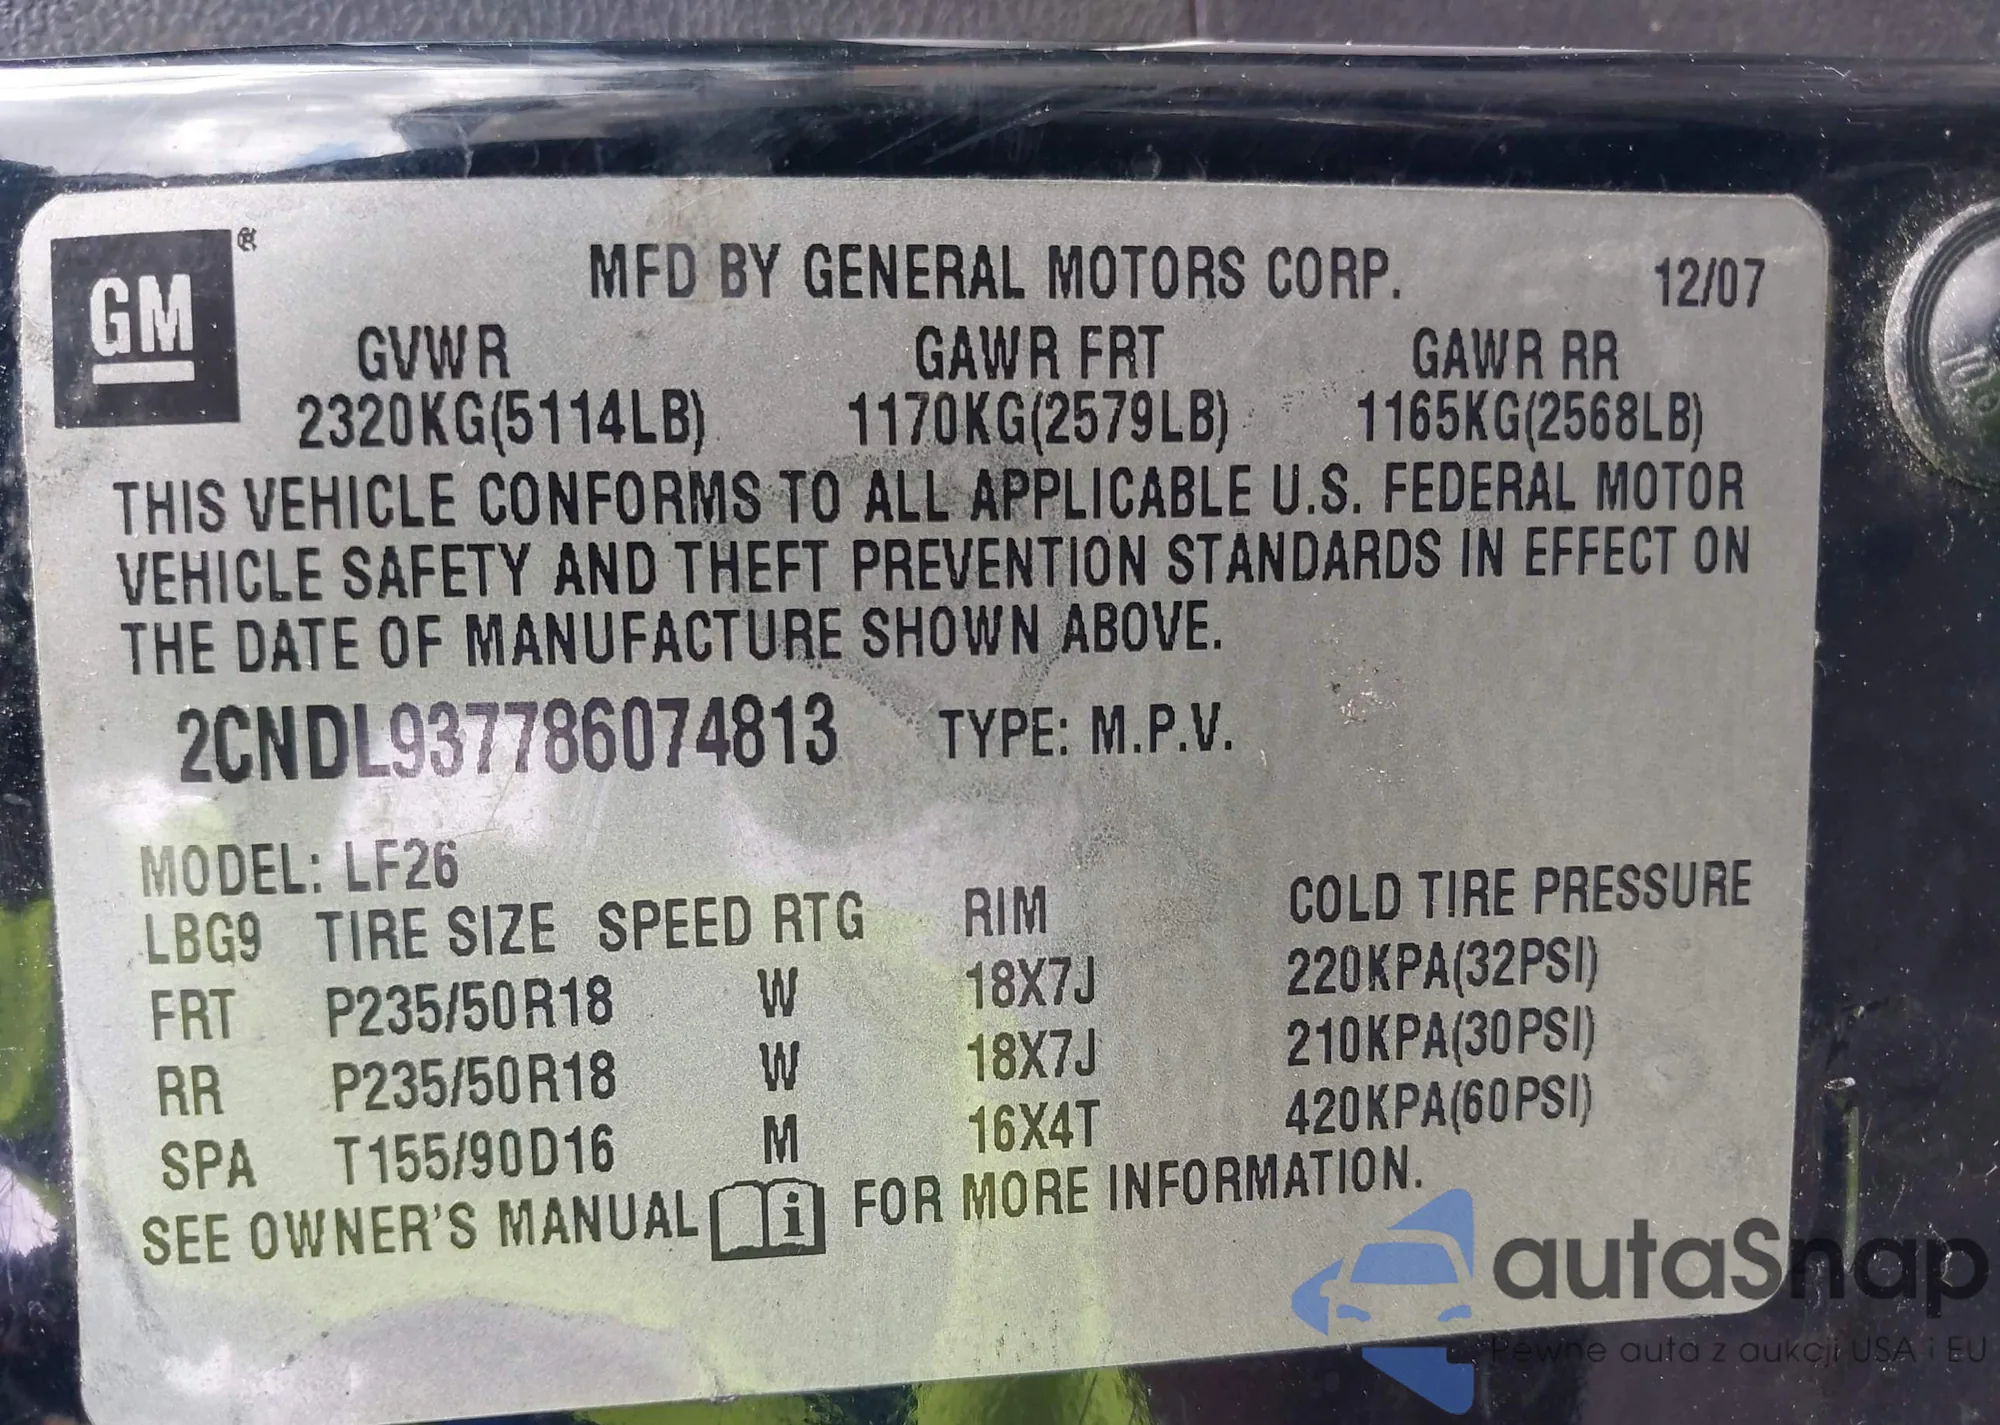 GM ®
MFD BY GENERAL MOTORS CORP. 12/07
GVWR GAWR FRT GAWR RR
2320KG(5114LB) 1170KG(2579LB) 1165KG(2568LB)
THIS VEHICLE CONFORMS TO ALL APPLICABLE U.S. FEDERAL MOTOR
VEHICLE SAFETY AND THEFT PREVENTION STANDARDS IN EFFECT ON
THE DATE OF MANUFACTURE SHOWN ABOVE.
2CNDL937786074813 TYPE: M.P.V.
MODEL: LF26
LBG9 TIRE SIZE SPEED RTG RIM COLD TIRE PRESSURE
FRT P235/50R18 W 18X7J 220KPA(32PSI)
RR P235/50R18 W 18X7J 210KPA(30PSI)
SPA T155/90D16 M 16X4T 420KPA(60PSI)
SEE OWNER'S MANUAL i FOR MORE INFORMATION.
autaSnap
Pewne auta z aukcji USA i EU